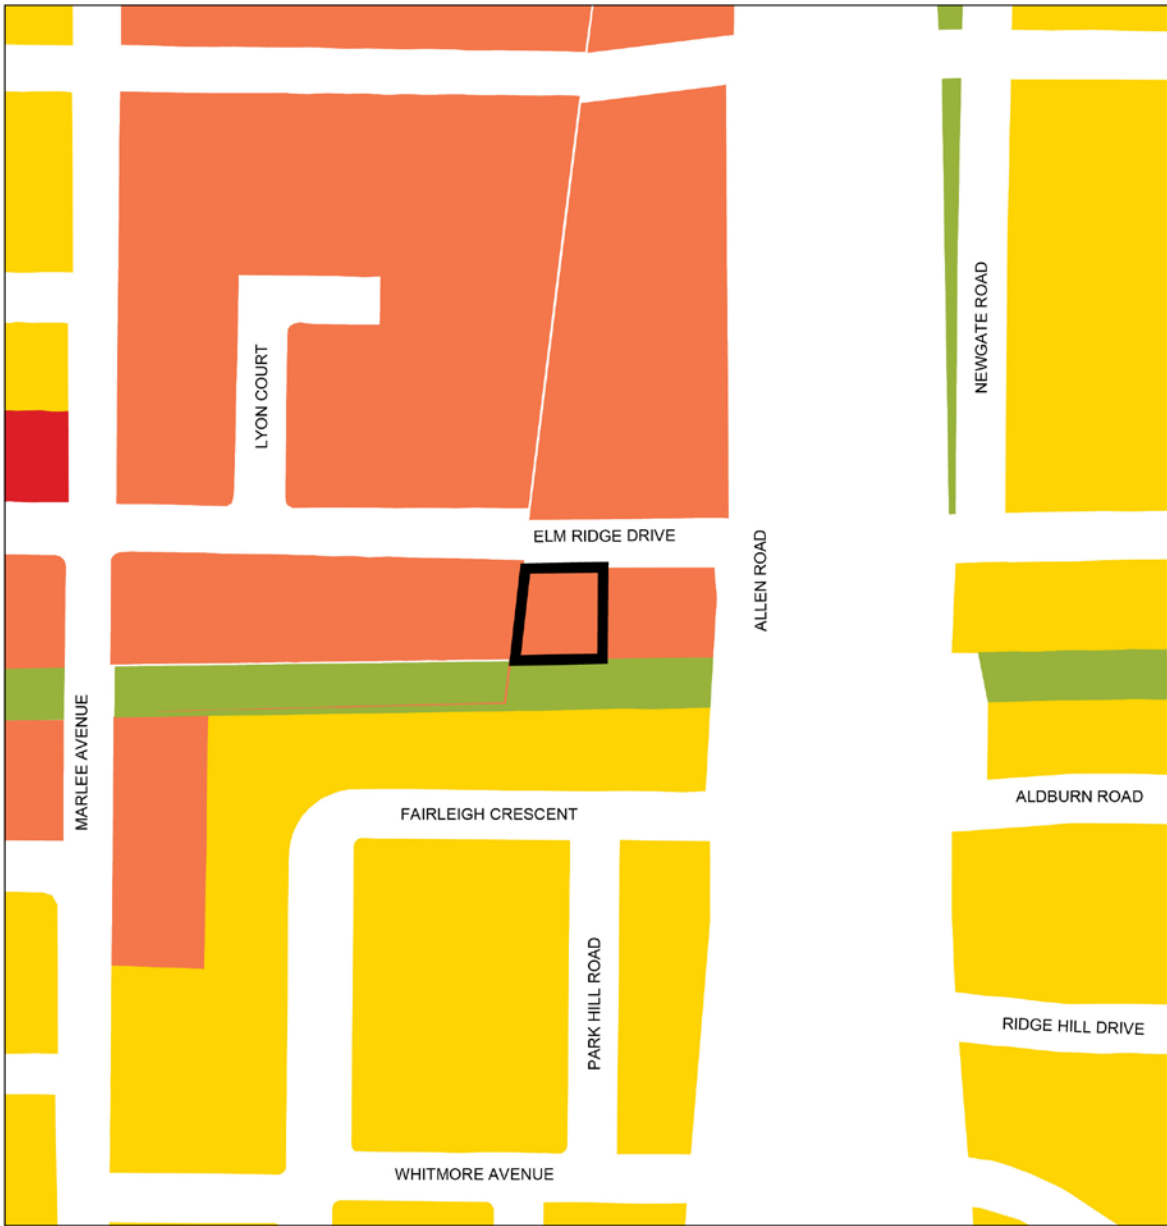 NEWGATE ROAD
LYON COURT
ELM RIDGE DRIVE
ALLEN ROAD
MARLEE AVENUE
ALDBURN ROAD
FAIRLEIGH CRESCENT
PARK HILL ROAD
RIDGE HILL DRIVE
WHITMORE AVENUE